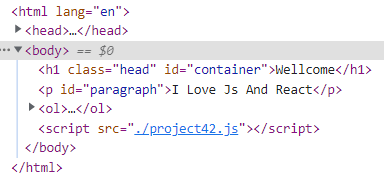 <html lang="en">
▶<head>…</head>
··· ▼<body> == $0
<h1 class="head" id="container">Wellcome</h1>
<p id="paragraph">I Love Js And React</p>
▶<ol>…</ol>
<script src="./project42.js"></script>
</body>
</html>